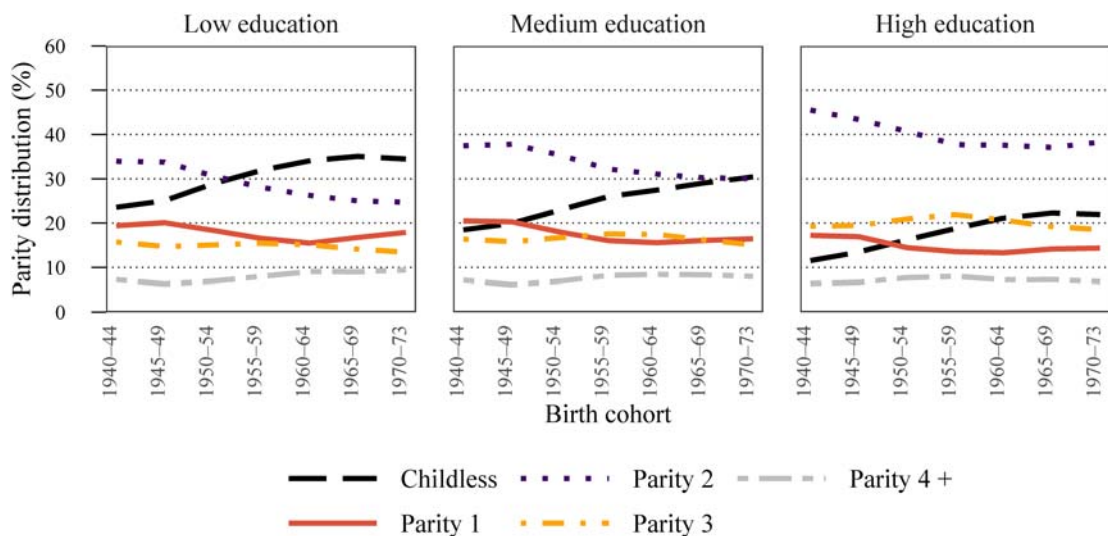 Low education
Medium education
High education
Parity distribution (%)
60
50
40
30
20
10
0
1940–44
1945–49
1950–54
1955–59
1960–64
1965–69
1970–73
1940–44
1945–49
1950–54
1955–59
1960–64
1965–69
1970–73
1940–44
1945–49
1950–54
1955–59
1960–64
1965–69
1970–73
Birth cohort
Childless
Parity 2
Parity 4 +
Parity 1
Parity 3